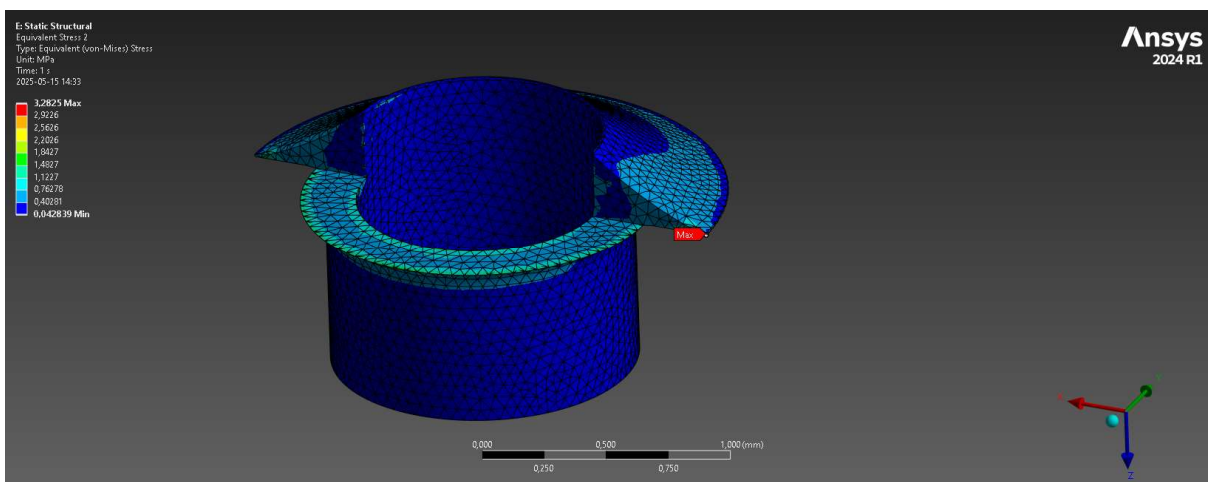 E: Static Structural
Equivalent Stress 2
Type: Equivalent (von-Mises) Stress
Unit: MPa
Time: 1 s
2025-05-15 14:33
3,2825 Max
2,9226
2,5626
2,2026
1,8427
1,4827
1,1227
0,76278
0,40281
0,042839 Min
Ansys
2024 R1
Max
0,000
0,500
1,000 (mm)
0,250
0,750
Z